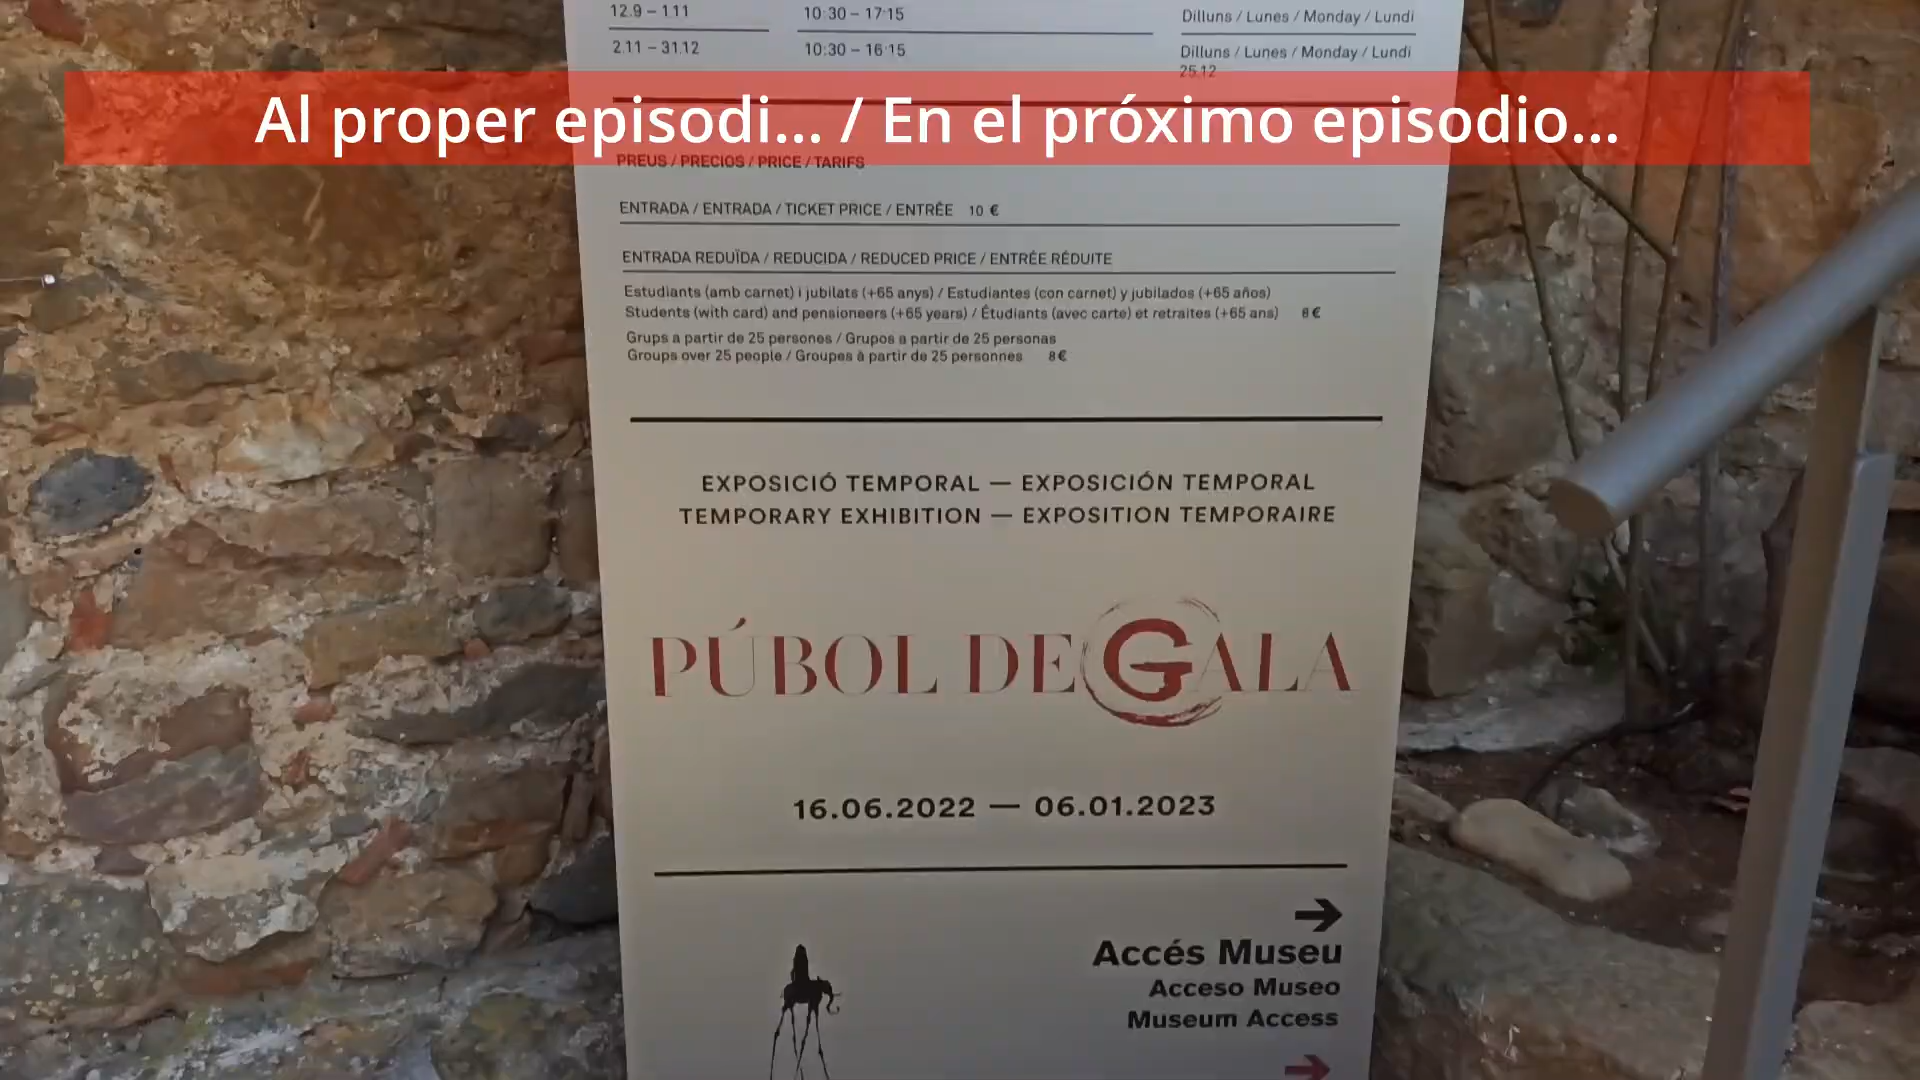 12.9 – 1.11 10:30 – 17:15 Dilluns / Lunes / Monday / Lundi
2.11 – 31.12 10:30 – 16:15 Dilluns / Lunes / Monday / Lundi
25.12
Al proper episodi... / En el próximo episodio...
PREUS / PRECIOS / PRICE / TARIFS
ENTRADA / ENTRADA / TICKET PRICE / ENTRÉE 10 €
ENTRADA REDUÏDA / REDUCIDA / REDUCED PRICE / ENTRÉE RÉDUITE
Estudiants (amb carnet) i jubilats (+65 anys) / Estudiantes (con carnet) y jubilados (+65 años)
Students (with card) and pensioneers (+65 years) / Étudiants (avec carte) et retraites (+65 ans) 8 €
Grups a partir de 25 persones / Grupos a partir de 25 personas
Groups over 25 people / Groupes à partir de 25 personnes 8 €
EXPOSICIÓ TEMPORAL — EXPOSICIÓN TEMPORAL
TEMPORARY EXHIBITION — EXPOSITION TEMPORAIRE
PÚBOL DE GALA
16.06.2022 — 06.01.2023
Accés Museu
Acceso Museo
Museum Access